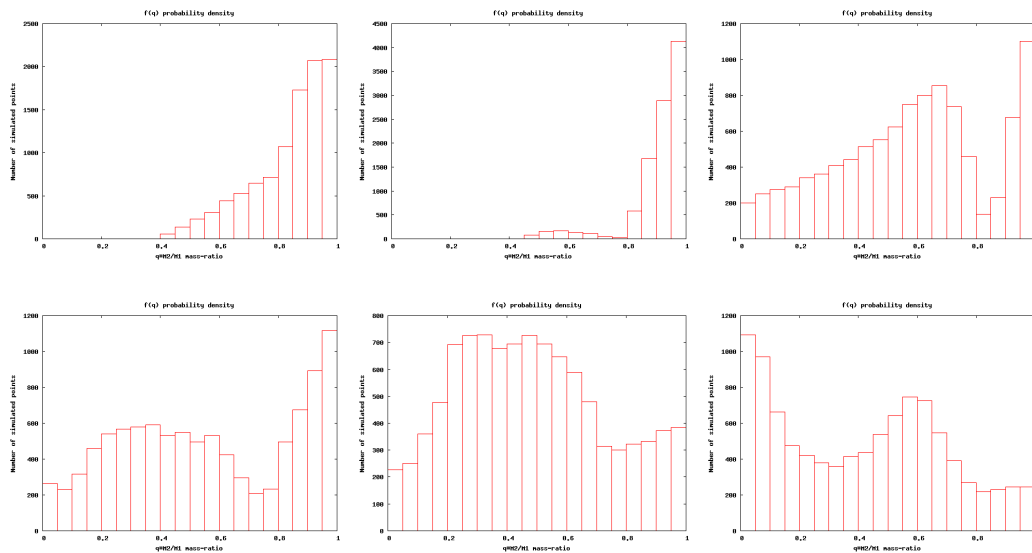 f(q) probability density
Number of simulated points
2500
2000
1500
1000
500
0
0 0.2 0.4 0.6 0.8 1
q=M2/M1 mass-ratio
f(q) probability density
Number of simulated points
4500
4000
3500
3000
2500
2000
1500
1000
500
0
0 0.2 0.4 0.6 0.8 1
q=M2/M1 mass-ratio
f(q) probability density
Number of simulated points
1200
1000
800
600
400
200
0
0 0.2 0.4 0.6 0.8
q=M2/M1 mass-ratio
f(q) probability density
Number of simulated points
1200
1000
800
600
400
200
0
0 0.2 0.4 0.6 0.8 1
q=M2/M1 mass-ratio
f(q) probability density
Number of simulated points
800
700
600
500
400
300
200
100
0
0 0.2 0.4 0.6 0.8 1
q=M2/M1 mass-ratio
f(q) probability density
Number of simulated points
1200
1000
800
600
400
200
0
0 0.2 0.4 0.6 0.8
q=M2/M1 mass-ratio